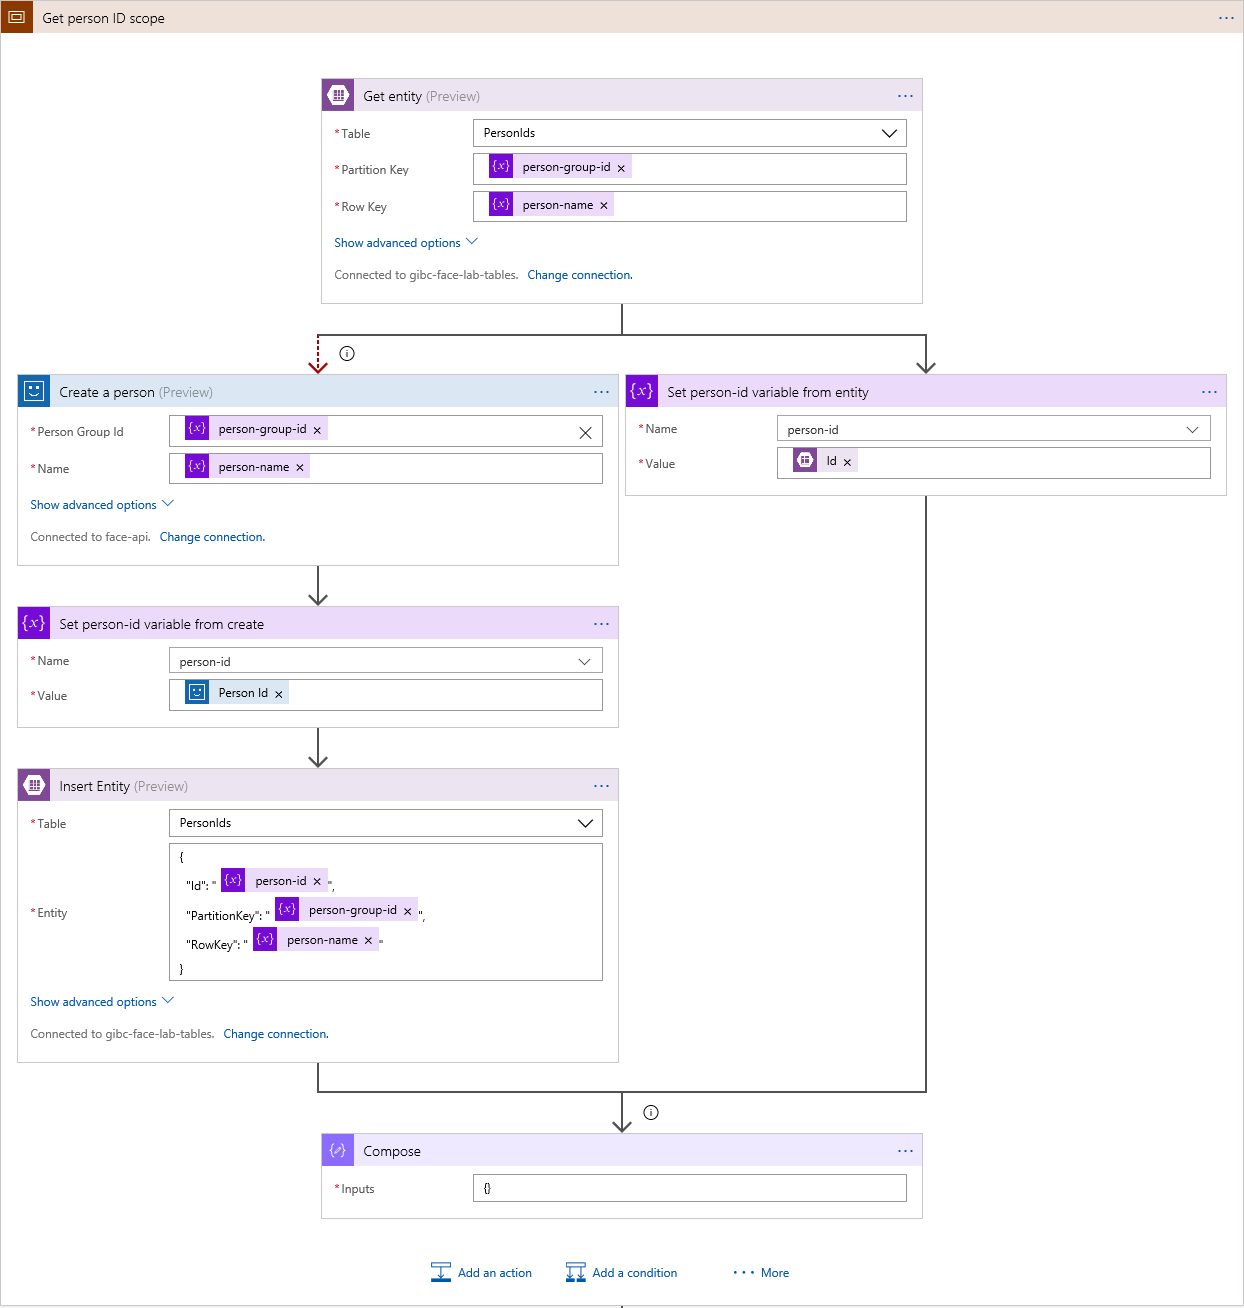 Get person ID scope
Get entity (Preview)
*Table PersonIds
*Partition Key {x} person-group-id ×
*Row Key {x} person-name ×
Show advanced options
Connected to gibc-face-lab-tables. Change connection.
Create a person (Preview)
*Person Group Id {x} person-group-id ×
*Name {x} person-name ×
Show advanced options
Connected to face-api. Change connection.
{x} Set person-id variable from entity
*Name person-id
*Value Id ×
{x} Set person-id variable from create
*Name person-id
*Value Person Id ×
Insert Entity (Preview)
*Table PersonIds
*Entity
{
"Id": " {x} person-id × ",
"PartitionKey": " {x} person-group-id × ",
"RowKey": " {x} person-name × "
}
Show advanced options
Connected to gibc-face-lab-tables. Change connection.
Compose
*Inputs {}
Add an action Add a condition ··· More